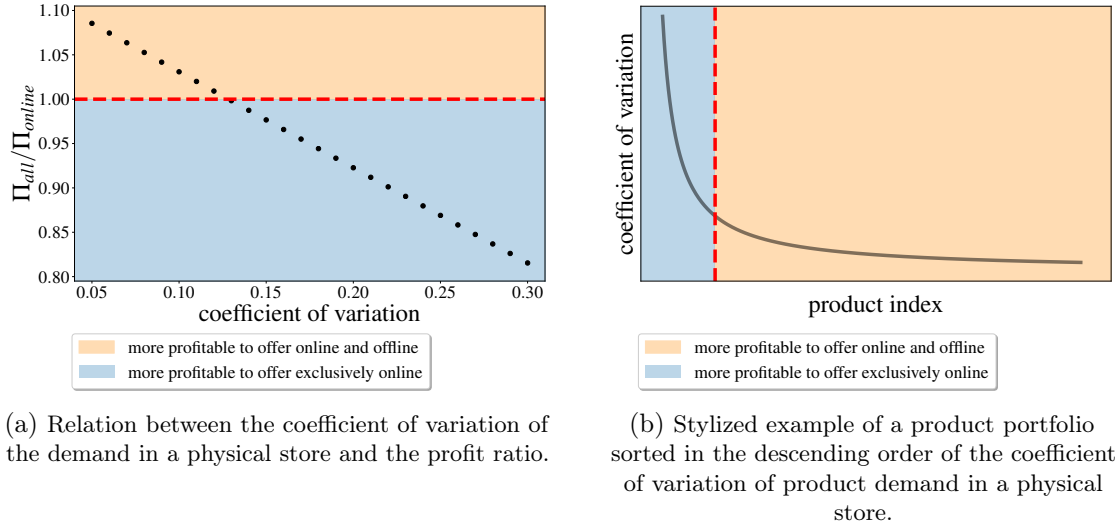 1.10
1.05
1.00
0.95
0.90
0.85
0.80
Π_all/Π_online
0.05 0.10 0.15 0.20 0.25 0.30
coefficient of variation
more profitable to offer online and offline
more profitable to offer exclusively online
(a) Relation between the coefficient of variation of
the demand in a physical store and the profit ratio.
coefficient of variation
product index
more profitable to offer online and offline
more profitable to offer exclusively online
(b) Stylized example of a product portfolio
sorted in the descending order of the coefficient
of variation of product demand in a physical
store.